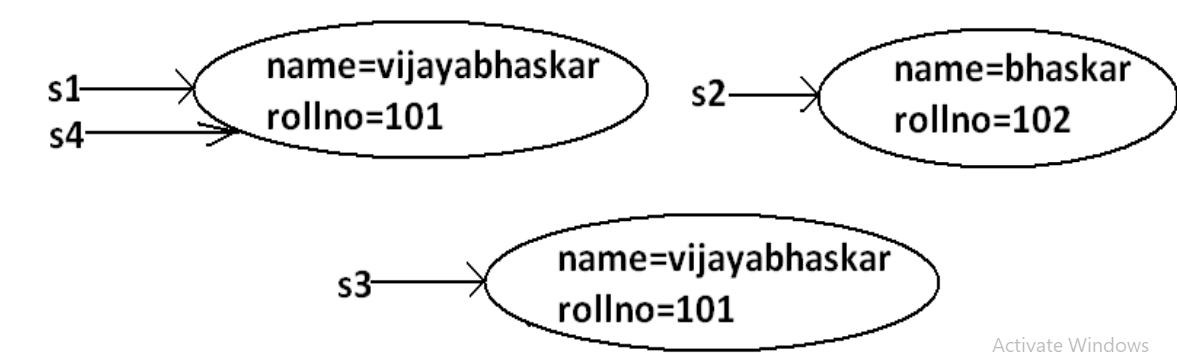 s1
s4
name=vijayabhaskar
rollno=101
s2
name=bhaskar
rollno=102
s3
name=vijayabhaskar
rollno=101
Activate Windows